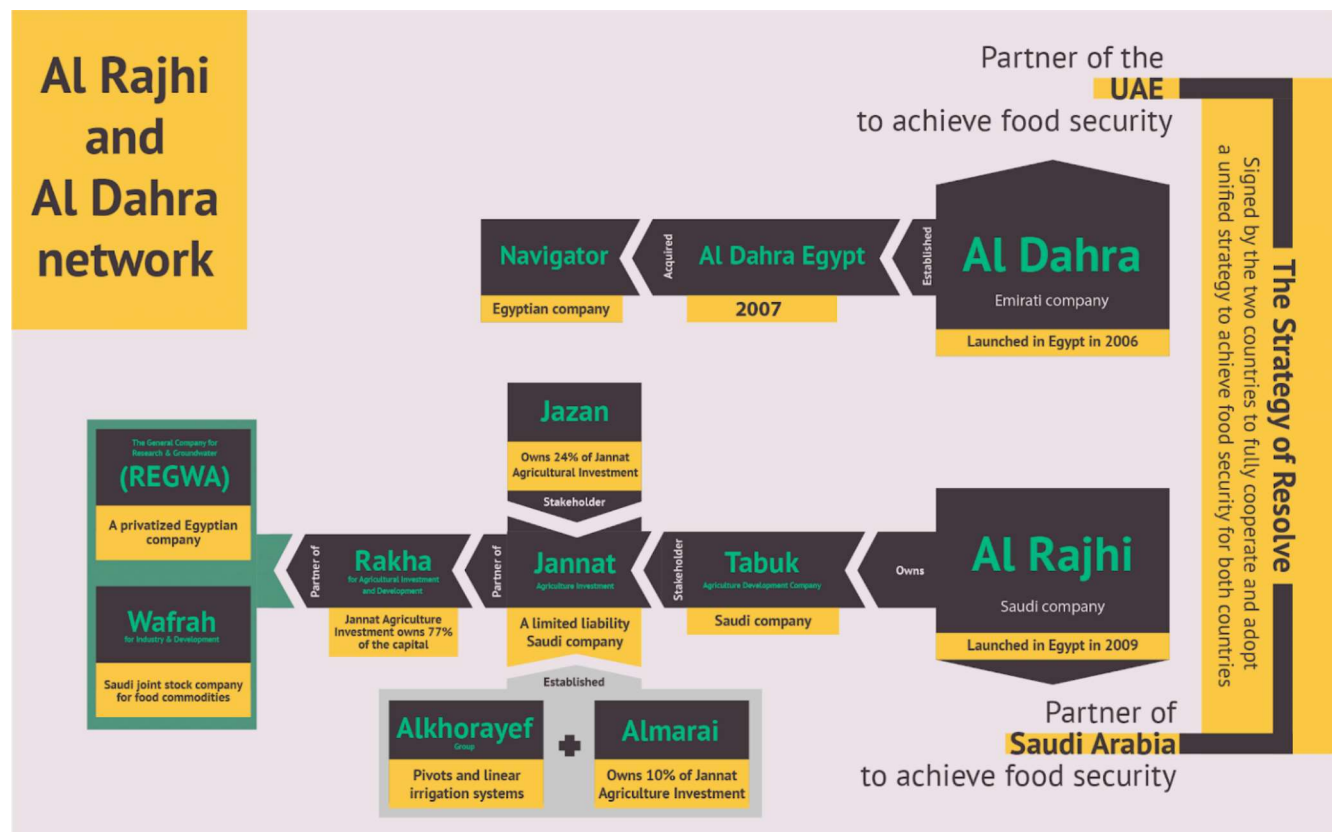 Al Rajhi
and
Al Dahra
network
Partner of the
UAE
to achieve food security
Navigator
Egyptian company
Acquired
Al Dahra Egypt
2007
Established
Al Dahra
Emirati company
Launched in Egypt in 2006
The Strategy of Resolve
Signed by the two countries to fully cooperate and adopt
a unified strategy to achieve food security for both countries
Jazan
Owns 24% of Jannat
Agricultural Investment
Stakeholder
The General Company for
Research & Groundwater
(REGWA)
A privatized Egyptian
company
Wafrah
for Industry & Development
Saudi joint stock company
for food commodities
Partner of
Rakha
for Agricultural Investment
and Development
Jannat Agriculture
Investment owns 77%
of the capital
Partner of
Jannat
Agriculture Investment
A limited liability
Saudi company
Stakeholder
Tabuk
Agriculture Development Company
Saudi company
Owns
Al Rajhi
Saudi company
Launched in Egypt in 2009
Established
Alkhorayef
Group
Pivots and linear
irrigation systems
Almarai
Owns 10% of Jannat
Agriculture Investment
Partner of
Saudi Arabia
to achieve food security